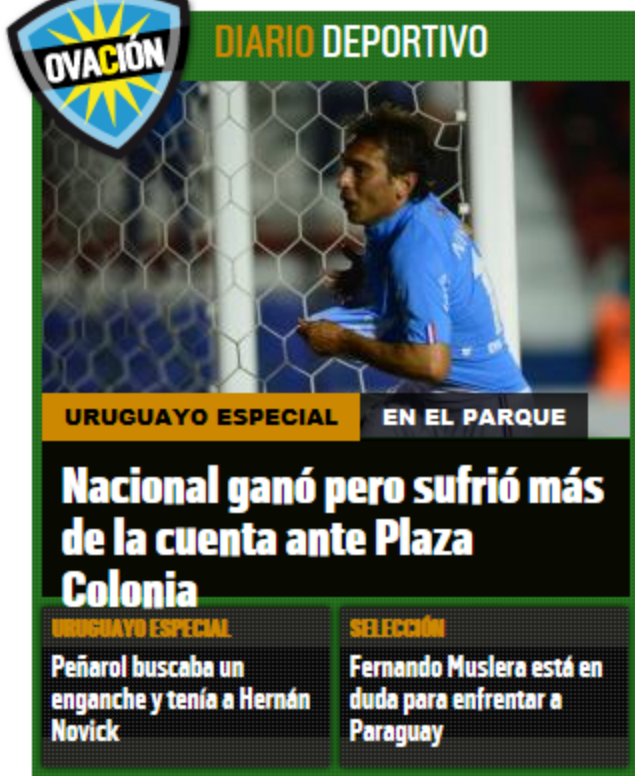 OVACIÓN
DIARIO DEPORTIVO
URUGUAYO ESPECIAL
EN EL PARQUE
Nacional ganó pero sufrió más
de la cuenta ante Plaza
Colonia
URUGUAYO ESPECIAL
Peñarol buscaba un
enganche y tenía a Hernán
Novick
SELECCIÓN
Fernando Muslera está en
duda para enfrentar a
Paraguay